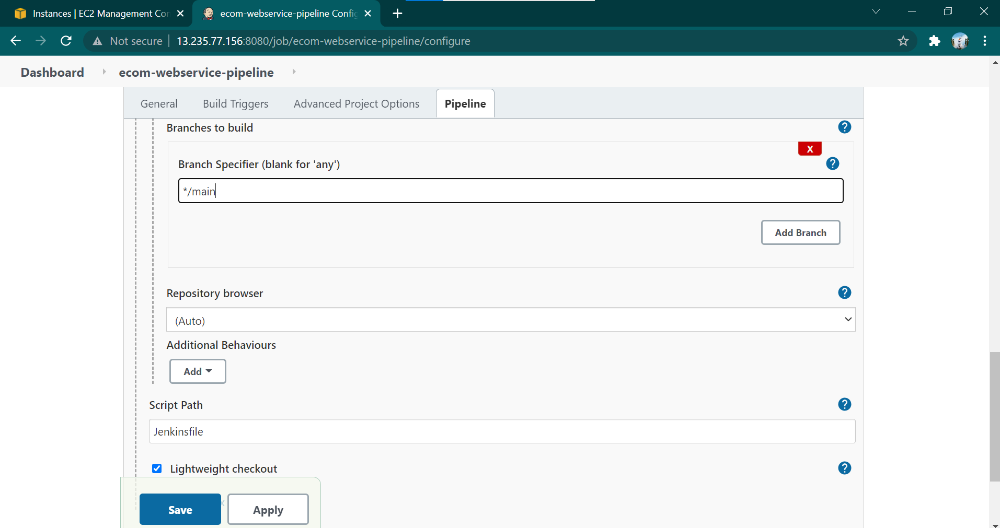 Instances | EC2 Management Con
ecom-webservice-pipeline Config
Not secure
13.235.77.156:8080/job/ecom-webservice-pipeline/configure
Dashboard
ecom-webservice-pipeline
General
Build Triggers
Advanced Project Options
Pipeline
Branches to build
?
X
Branch Specifier (blank for 'any')
?
*/main
Add Branch
Repository browser
?
(Auto)
Additional Behaviours
Add
Script Path
?
Jenkinsfile
Lightweight checkout
?
Save
Apply